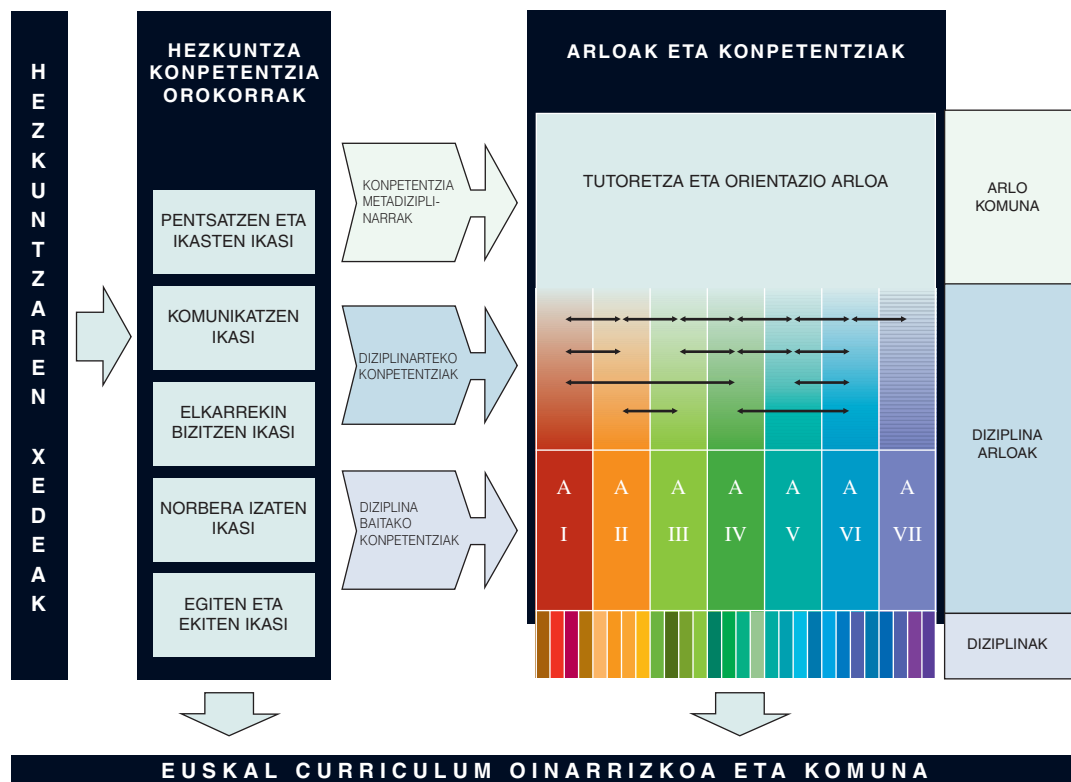 HEZKUNTZAREN XEDEAK
HEZKUNTZA
KONPETENTZIA
OROKORRAK
PENTSATZEN ETA
IKASTEN IKASI
KOMUNIKATZEN
IKASI
ELKARREKIN
BIZITZEN IKASI
NORBERA IZATEN
IKASI
EGITEN ETA
EKITEN IKASI
KONPETENTZIA
METADIZIPLI-
NARRAK
DIZIPLINARTEKO
KONPETENTZIAK
DIZIPLINA
BAITAKO
KONPETENTZIAK
ARLOAK ETA KONPETENTZIAK
TUTORETZA ETA ORIENTAZIO ARLOA
A A A A A A A
I II III IV V VI VII
ARLO
KOMUNA
DIZIPLINA
ARLOAK
DIZIPLINAK
EUSKAL CURRICULUM OINARRIZKOA ETA KOMUNA